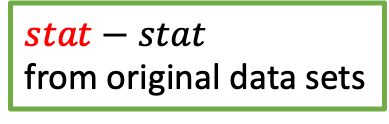 stat − stat
from original data sets